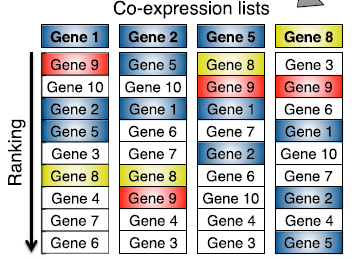 Co-expression lists
Ranking
Gene 1 Gene 2 Gene 5 Gene 8
Gene 9 Gene 5 Gene 8 Gene 3
Gene 10 Gene 10 Gene 9 Gene 9
Gene 2 Gene 1 Gene 1 Gene 6
Gene 5 Gene 6 Gene 7 Gene 1
Gene 3 Gene 7 Gene 2 Gene 10
Gene 8 Gene 8 Gene 6 Gene 7
Gene 4 Gene 9 Gene 10 Gene 2
Gene 7 Gene 4 Gene 4 Gene 4
Gene 6 Gene 3 Gene 3 Gene 5